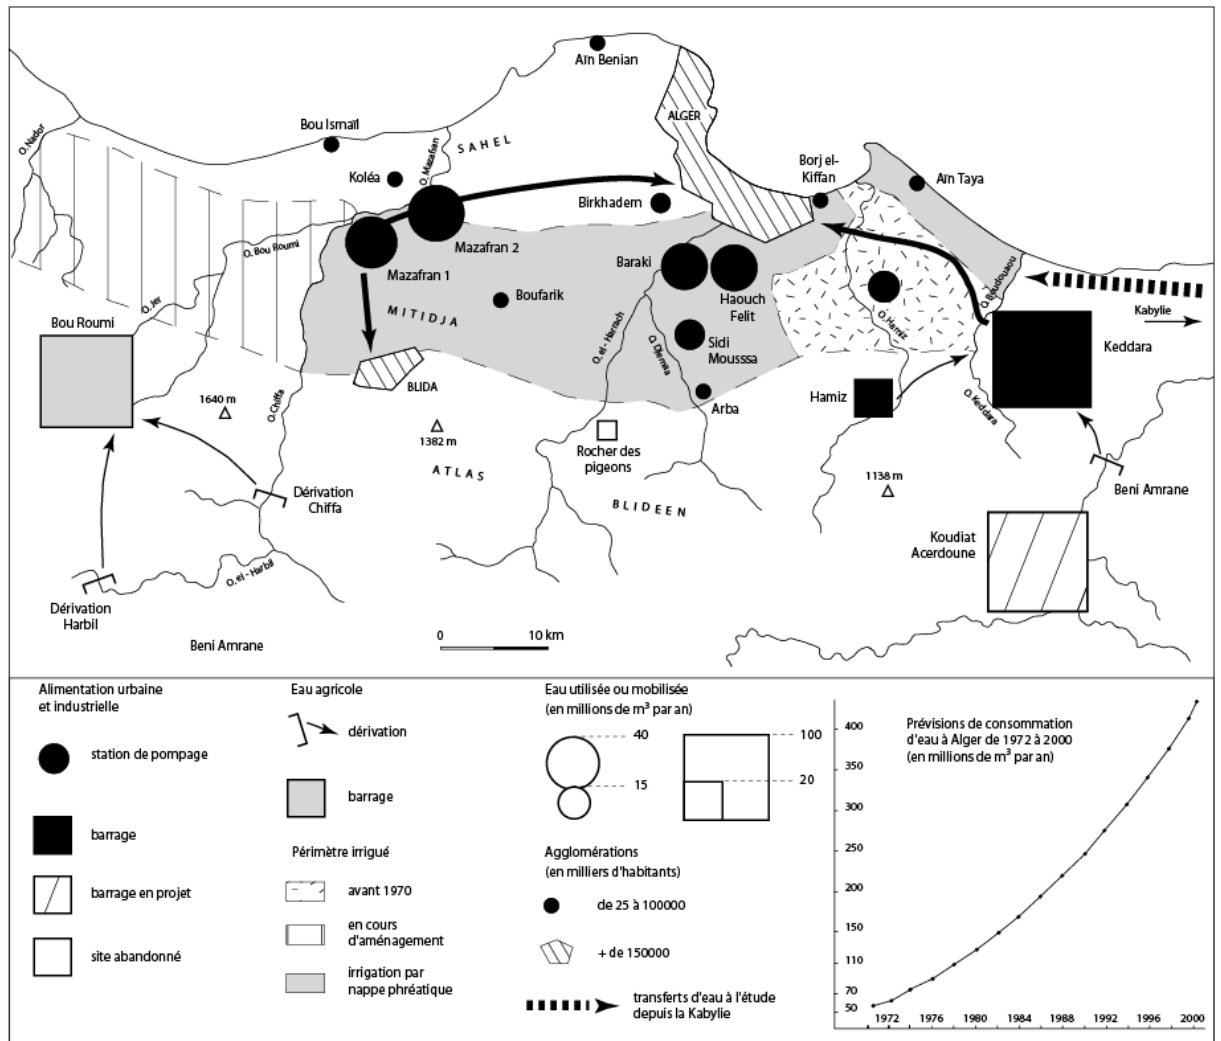 Aïn Benian
ALGER
Bou Ismaïl
O. Nador
O. Mazafran
SAHEL
Koléa
Borj el-
Kiffan
Aïn Taya
Birkhadem
O. Bou Roumi
Mazafran 2
Mazafran 1
Baraki
Haouch
Felit
O. Boudouaou
Boufarik
MITIDJA
O. Jer
Bou Roumi
O. el-Harrach
O. Djemâa
Sidi
Mousssa
O. Hamiz
Kabylie
Keddara
BLIDA
1640 m
O. Chiffa
1382 m
Arba
Hamiz
O. Keddara
Rocher des
pigeons
ATLAS
BLIDEEN
1138 m
Beni Amrane
Dérivation
Chiffa
Koudiat
Acerdoune
O. el-Harbil
Dérivation
Harbil
Beni Amrane
0 10 km
Alimentation urbaine
et industrielle
station de pompage
barrage
barrage en projet
site abandonné
Eau agricole
dérivation
barrage
Périmètre irrigué
avant 1970
en cours
d'aménagement
irrigation par
nappe phréatique
Eau utilisée ou mobilisée
(en millions de m³ par an)
40
15
100
20
Agglomérations
(en milliers d'habitants)
de 25 à 100000
+ de 150000
transferts d'eau à l'étude
depuis la Kabylie
Prévisions de consommation
d'eau à Alger de 1972 à 2000
(en millions de m³ par an)
400
350
300
250
200
150
110
70
50
1972 1976 1980 1984 1988 1992 1996 2000